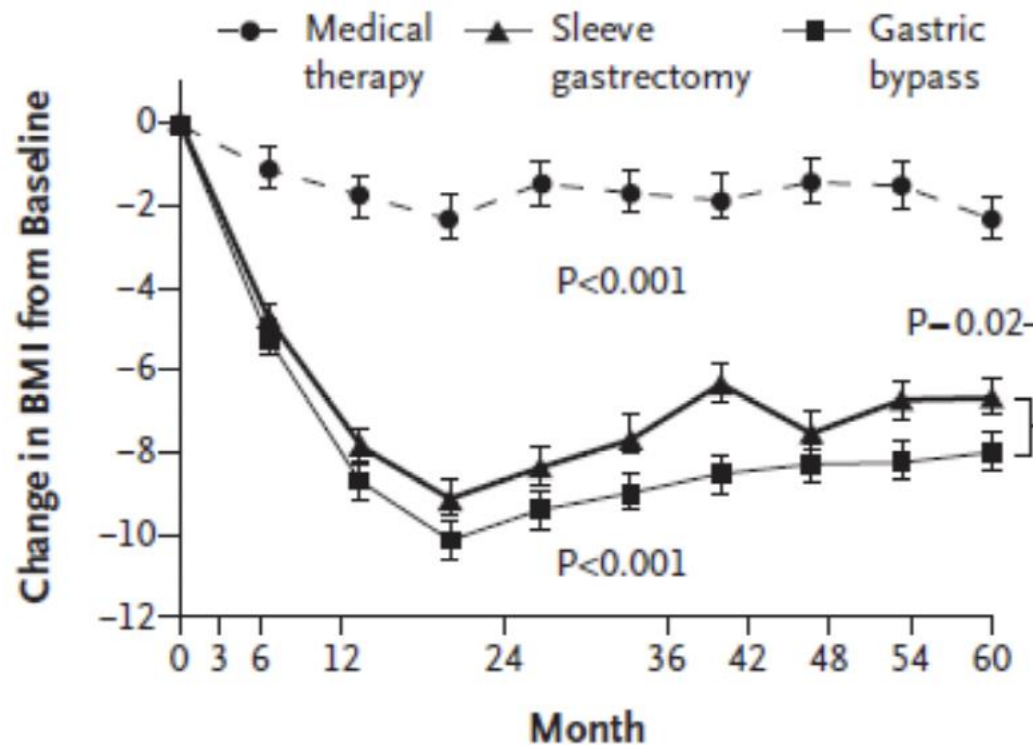 Medical therapy
Sleeve gastrectomy
Gastric bypass
Change in BMI from Baseline
0
−2
−4
−6
−8
−10
−12
P<0.001
P−0.02
P<0.001
0 3 6 12 24 36 42 48 54 60
Month